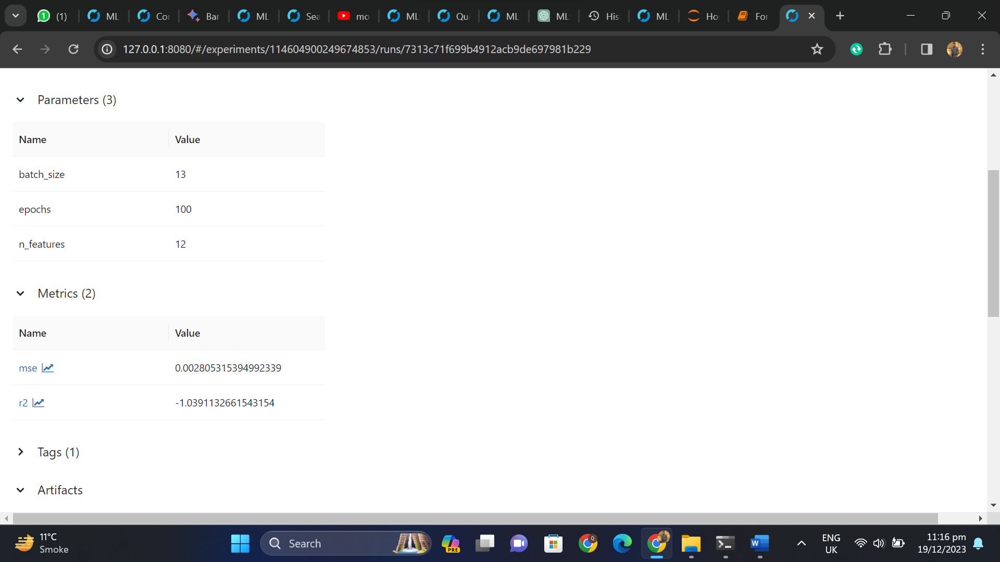 1 (1) ML Cor Bar ML Sea mo ML Qui ML ML His ML Ho For
127.0.0.1:8080/#/experiments/114604900249674853/runs/7313c71f699b4912acb9de697981b229
Parameters (3)
Name Value
batch_size 13
epochs 100
n_features 12
Metrics (2)
Name Value
mse 0.002805315394992339
r2 -1.0391132661543154
Tags (1)
Artifacts
11°C
Smoke
Search
PRE
Q
W
ENG
UK
11:16 pm
19/12/2023